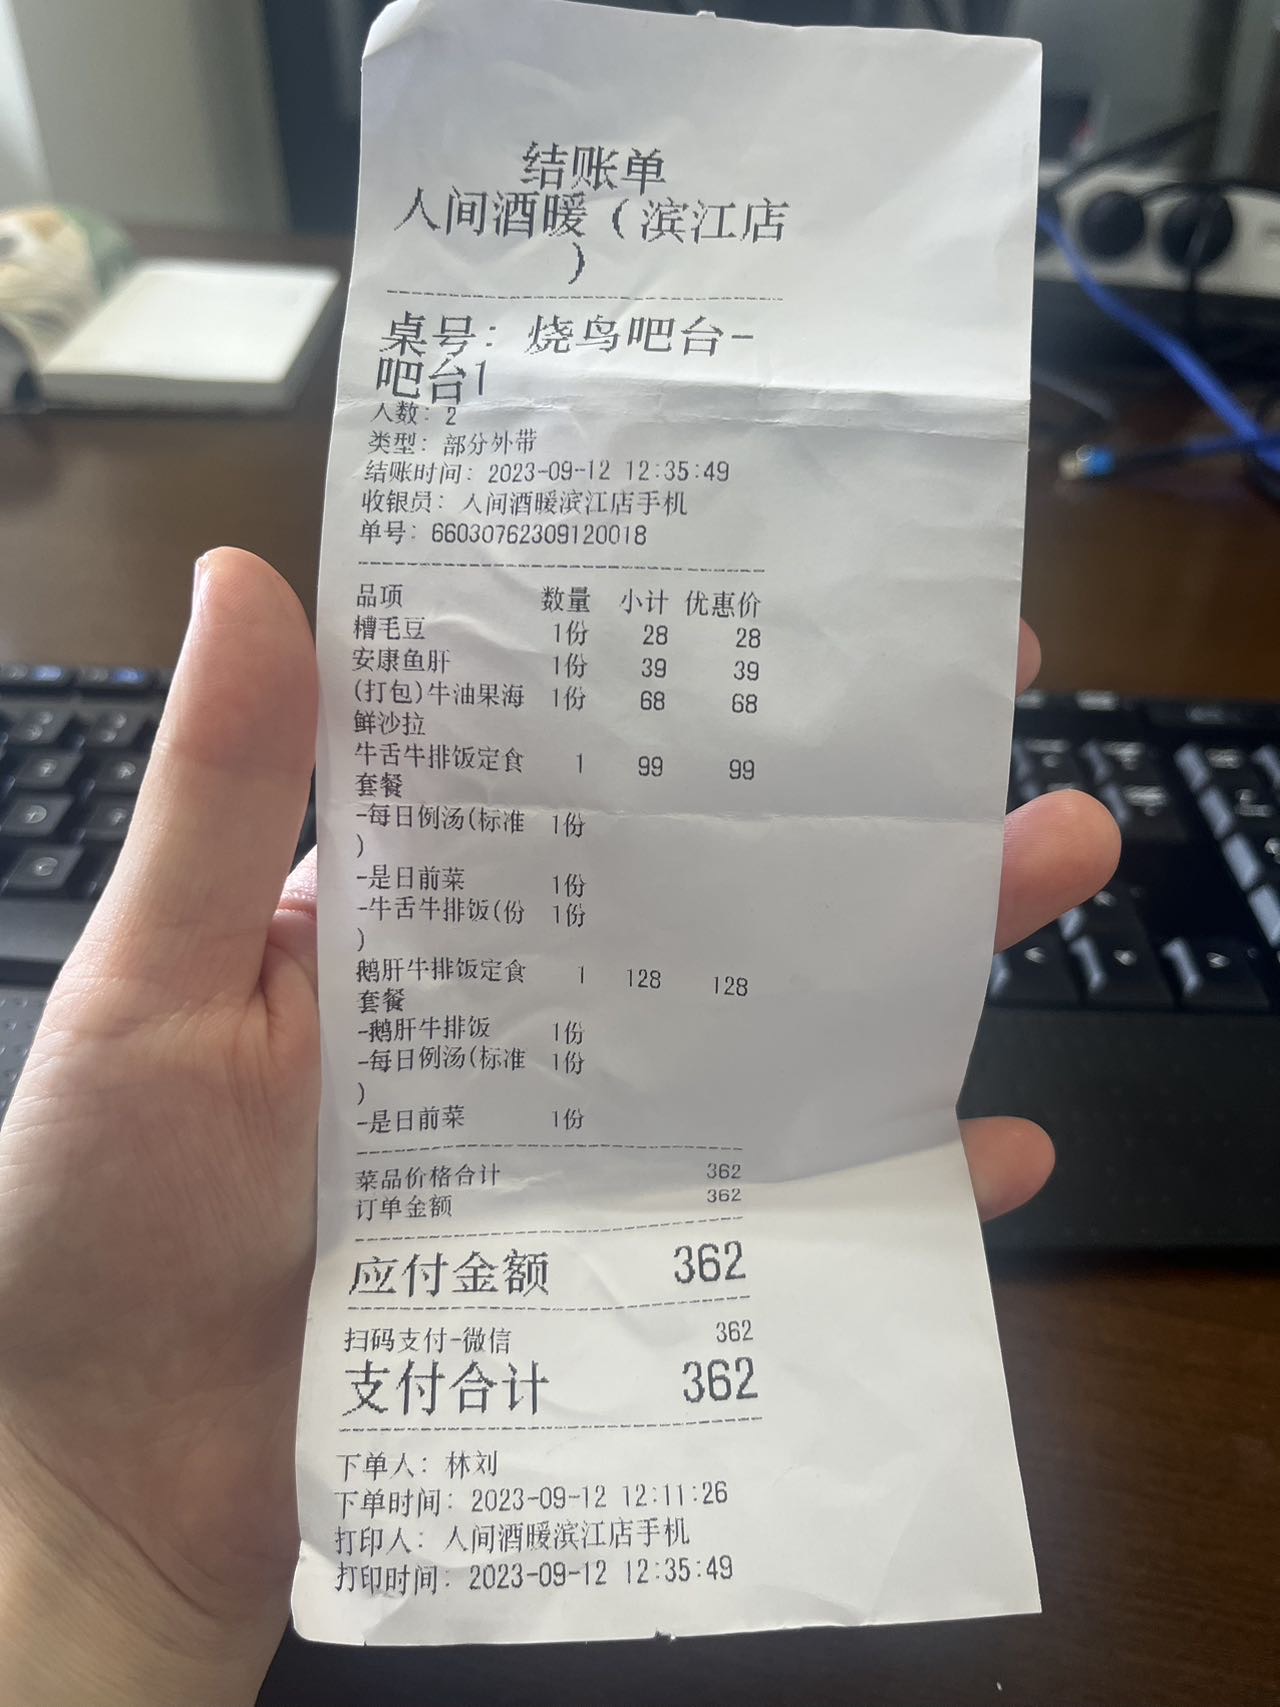 结账单
人间酒暖（滨江店
）
桌号：烧鸟吧台-
吧台1
人数：2
类型：部分外带
结账时间：2023-09-12 12:35:49
收银员：人间酒暖滨江店手机
单号：66030762309120018
品项 数量 小计 优惠价
糟毛豆 1份 28 28
安康鱼肝 1份 39 39
(打包)牛油果海 1份 68 68
鲜沙拉
牛舌牛排饭定食 1 99 99
套餐
-每日例汤(标准 1份
)
-是日前菜 1份
-牛舌牛排饭(份 1份
)
鹅肝牛排饭定食 1 128 128
套餐
-鹅肝牛排饭 1份
-每日例汤(标准 1份
)
-是日前菜 1份
菜品价格合计 362
订单金额 362
应付金额 362
扫码支付-微信 362
支付合计 362
下单人：林刘
下单时间：2023-09-12 12:11:26
打印人：人间酒暖滨江店手机
打印时间：2023-09-12 12:35:49